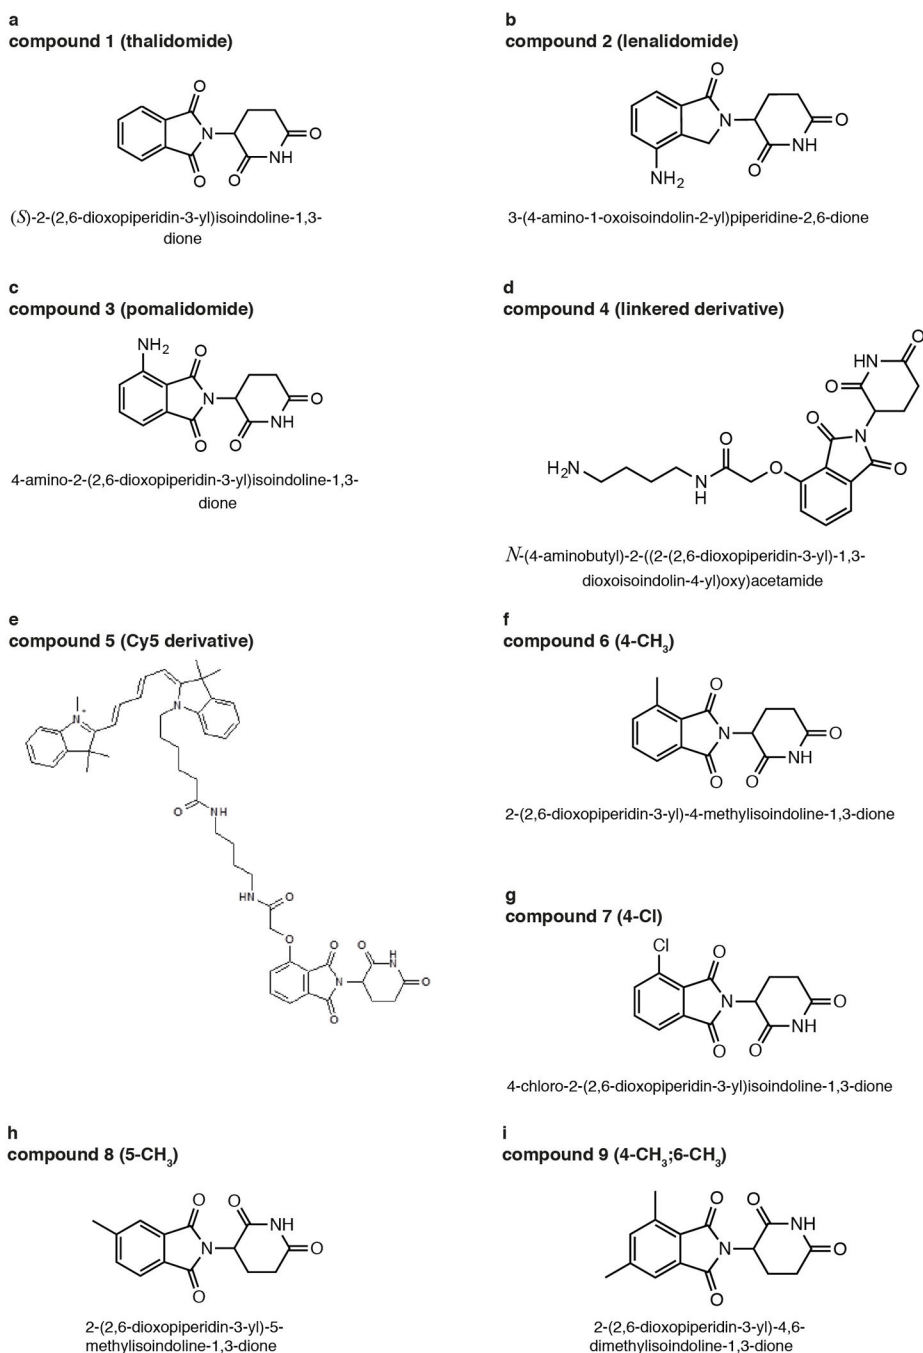 a
compound 1 (thalidomide)
O
N
O
O
NH
O
(S)-2-(2,6-dioxopiperidin-3-yl)isoindoline-1,3-
dione
b
compound 2 (lenalidomide)
O
N
O
O
NH
NH2
3-(4-amino-1-oxoisoindolin-2-yl)piperidine-2,6-dione
c
compound 3 (pomalidomide)
NH2
O
N
O
O
NH
O
4-amino-2-(2,6-dioxopiperidin-3-yl)isoindoline-1,3-
dione
d
compound 4 (linkered derivative)
O
HN
O
O
N
O
O
O
H2N
N
H
N-(4-aminobutyl)-2-((2-(2,6-dioxopiperidin-3-yl)-1,3-
dioxoisoindolin-4-yl)oxy)acetamide
e
compound 5 (Cy5 derivative)
N+
N
O
NH
HN
O
O
O
O
H
N
N
O
O
f
compound 6 (4-CH3)
O
N
O
O
NH
O
2-(2,6-dioxopiperidin-3-yl)-4-methylisoindoline-1,3-dione
g
compound 7 (4-Cl)
Cl
O
N
O
O
NH
O
4-chloro-2-(2,6-dioxopiperidin-3-yl)isoindoline-1,3-dione
h
compound 8 (5-CH3)
O
O
NH
N
O
O
2-(2,6-dioxopiperidin-3-yl)-5-
methylisoindoline-1,3-dione
i
compound 9 (4-CH3;6-CH3)
O
O
NH
N
O
O
2-(2,6-dioxopiperidin-3-yl)-4,6-
dimethylisoindoline-1,3-dione